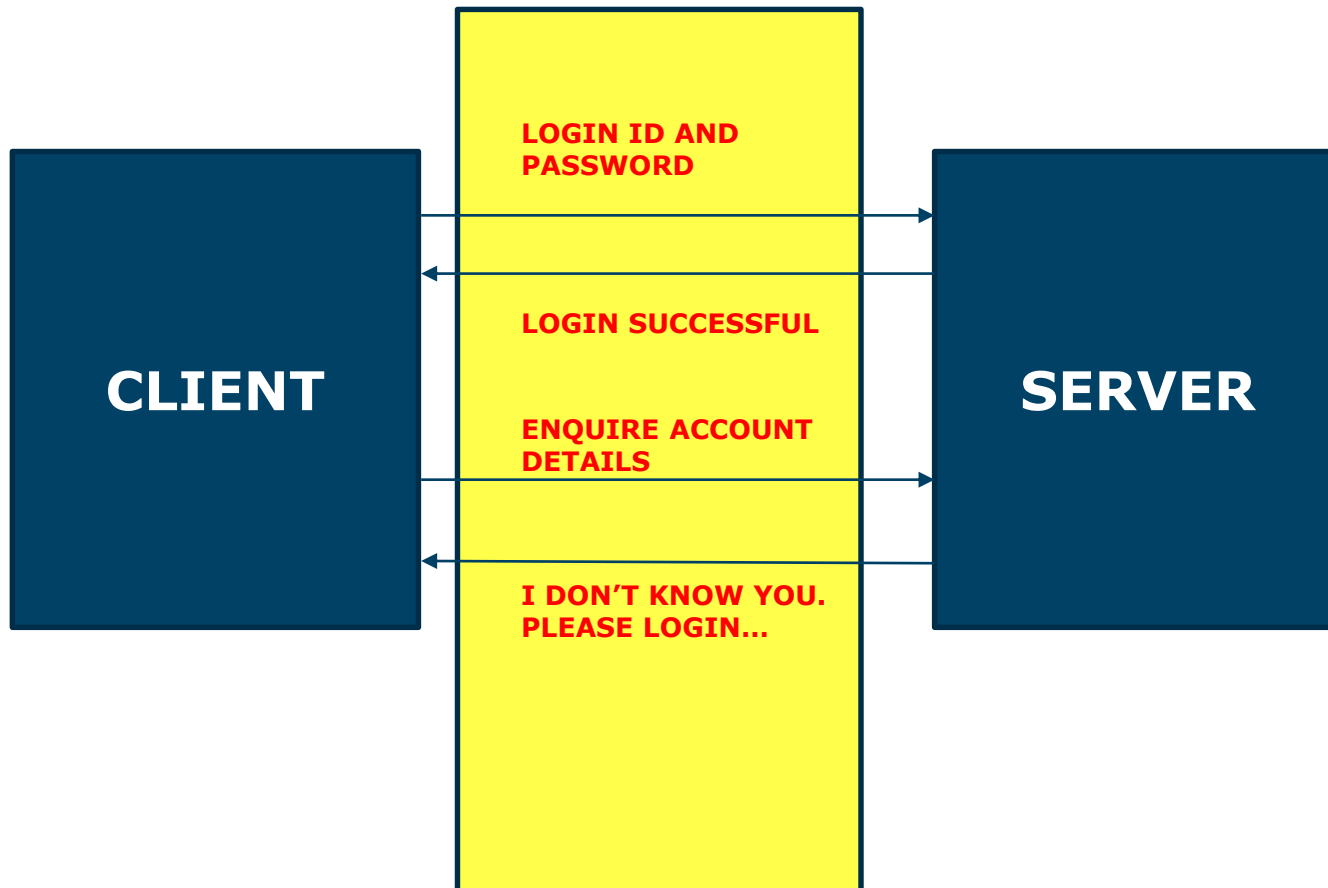 LOGIN ID AND
PASSWORD
LOGIN SUCCESSFUL
CLIENT
SERVER
ENQUIRE ACCOUNT
DETAILS
I DON’T KNOW YOU.
PLEASE LOGIN…